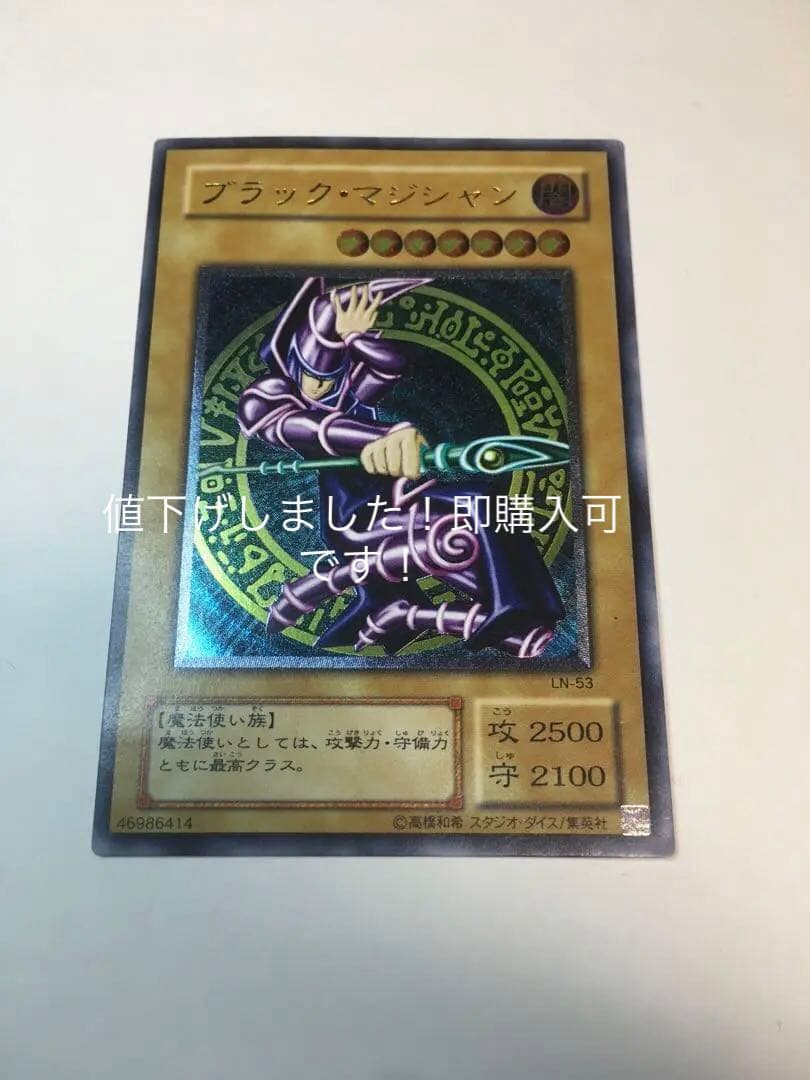 ブラック・マジシャン 闇
値下げしました！即購入可
です！
LN-53
【魔法使い族】
魔法使いとしては、攻撃力・守備力
ともに最高クラス。
攻 2500
守 2100
46986414
©高橋和希 スタジオ・ダイス/集英社